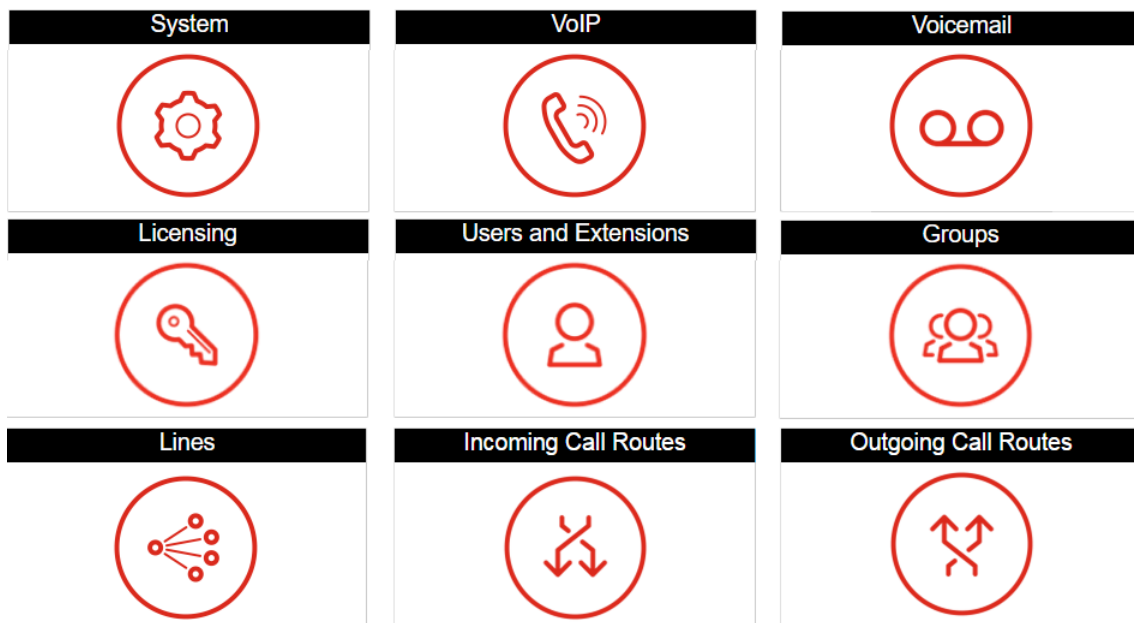 System
VoIP
Voicemail
Licensing
Users and Extensions
Groups
Lines
Incoming Call Routes
Outgoing Call Routes